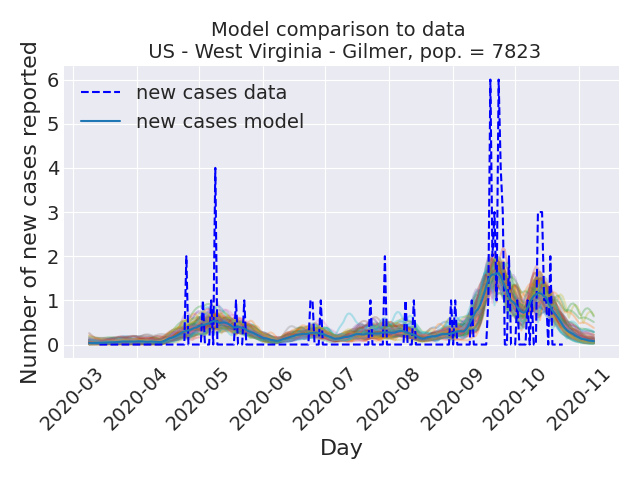 Model comparison to data
US - West Virginia - Gilmer, pop. = 7823
Number of new cases reported
6
5
4
3
2
1
0
new cases data
new cases model
2020-03
2020-04
2020-05
2020-06
2020-07
2020-08
2020-09
2020-10
2020-11
Day